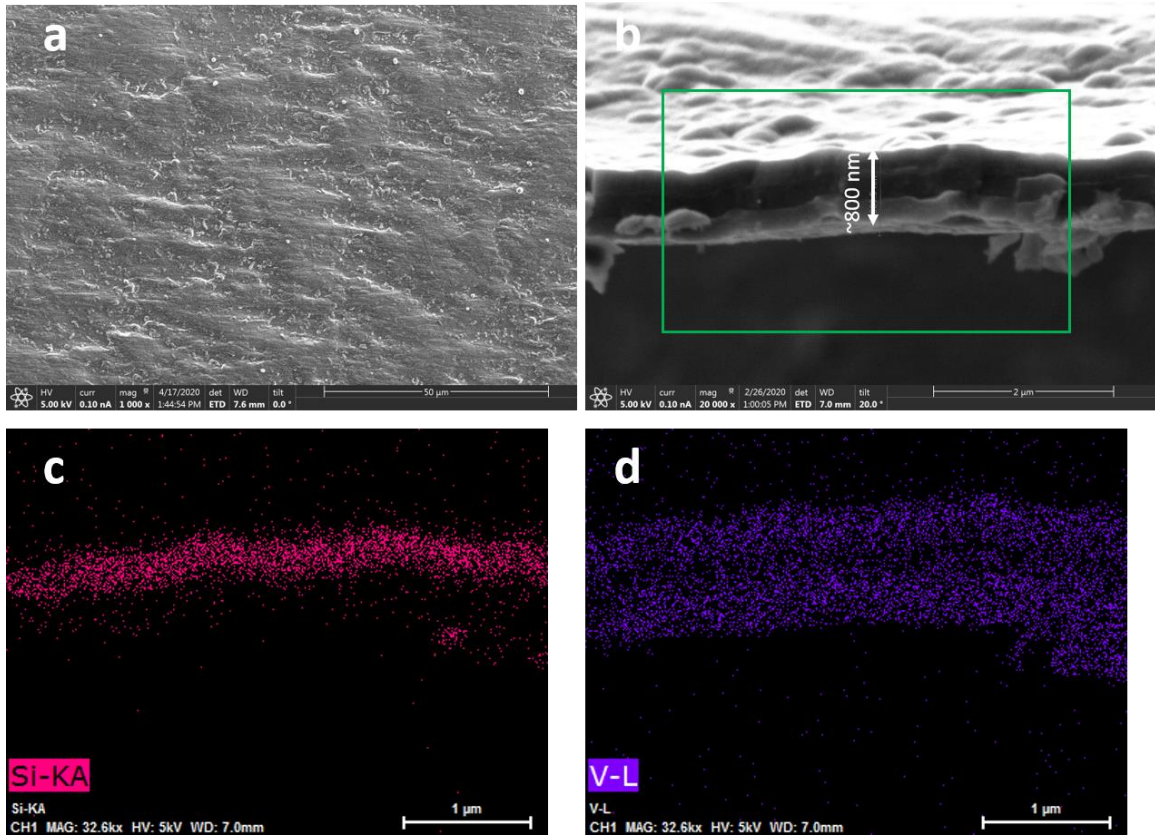 a
HV curr mag 4/17/2020 det WD tilt
5.00 kV 0.10 nA 1 000 x 1:44:54 PM ETD 7.6 mm 0.0 °
50 µm
b
~800 nm
HV curr mag 2/26/2020 det WD tilt
5.00 kV 0.10 nA 20 000 x 1:00:05 PM ETD 7.0 mm 20.0 °
2 µm
c
Si-KA
Si-KA
1 µm
CH1 MAG: 32.6kx HV: 5kV WD: 7.0mm
d
V-L
V-L
1 µm
CH1 MAG: 32.6kx HV: 5kV WD: 7.0mm